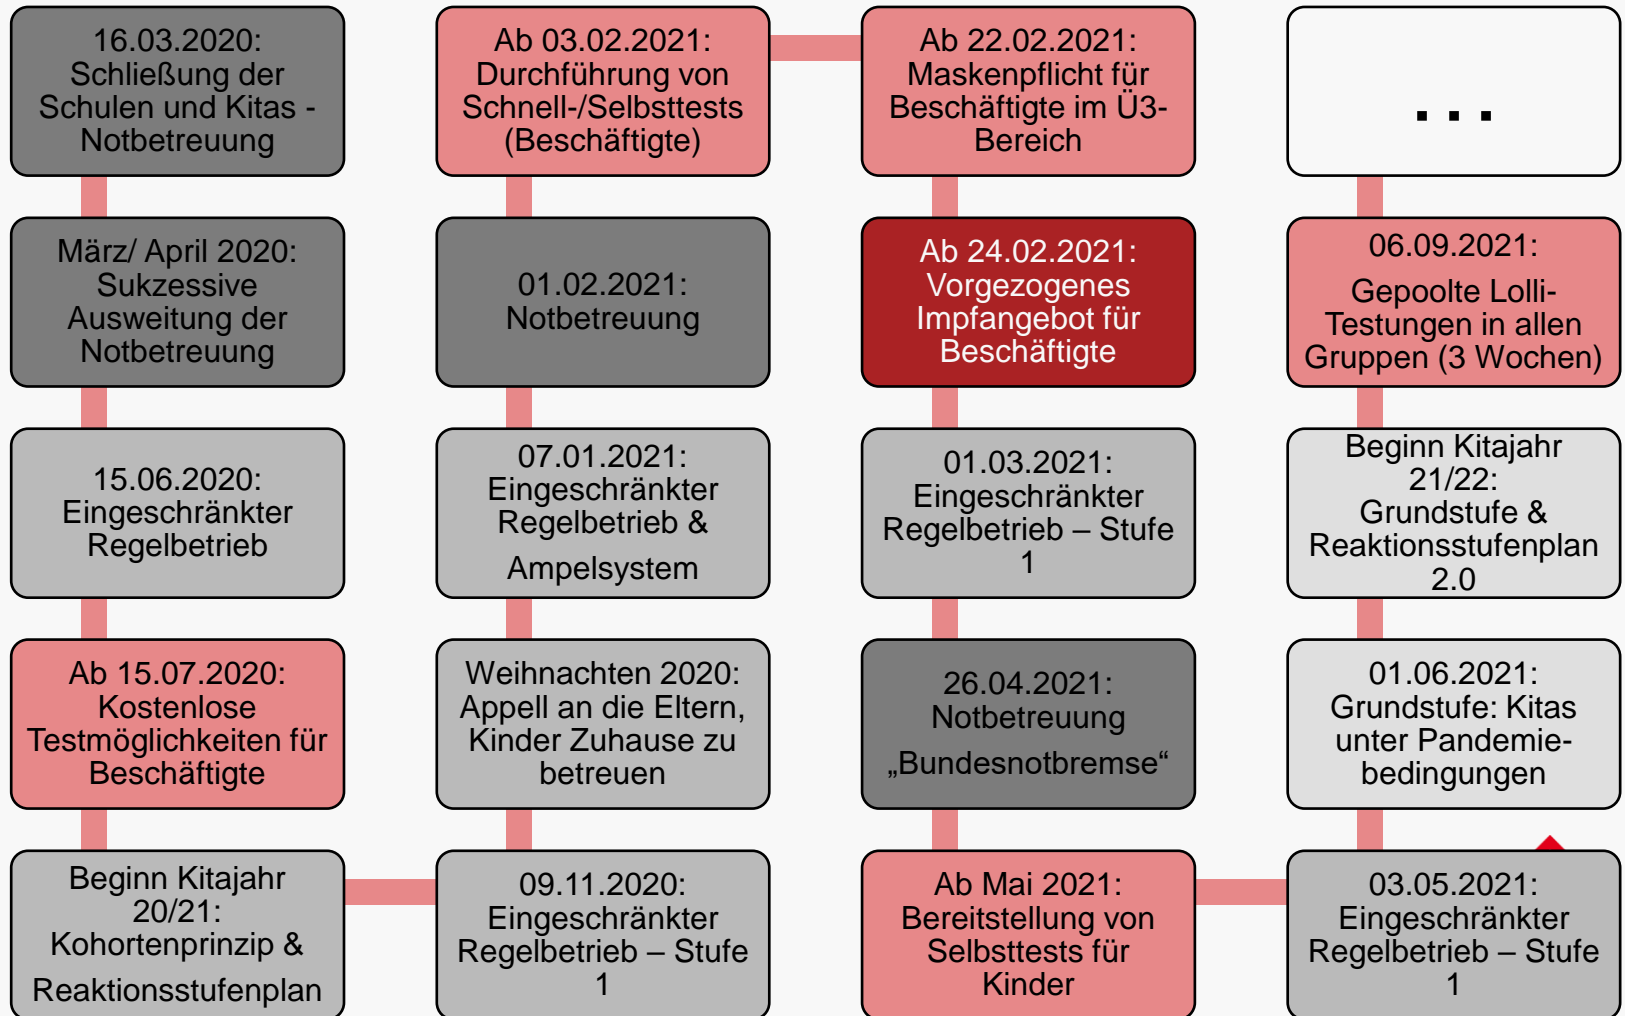 16.03.2020:
Schließung der
Schulen und Kitas -
Notbetreuung
März/ April 2020:
Sukzessive
Ausweitung der
Notbetreuung
15.06.2020:
Eingeschränkter
Regelbetrieb
Ab 15.07.2020:
Kostenlose
Testmöglichkeiten für
Beschäftigte
Beginn Kitajahr
20/21:
Kohortenprinzip &
Reaktionsstufenplan
09.11.2020:
Eingeschränkter
Regelbetrieb – Stufe
1
Weihnachten 2020:
Appell an die Eltern,
Kinder Zuhause zu
betreuen
07.01.2021:
Eingeschränkter
Regelbetrieb &
Ampelsystem
01.02.2021:
Notbetreuung
Ab 03.02.2021:
Durchführung von
Schnell-/Selbsttests
(Beschäftigte)
Ab 22.02.2021:
Maskenpflicht für
Beschäftigte im Ü3-
Bereich
Ab 24.02.2021:
Vorgezogenes
Impfangebot für
Beschäftigte
01.03.2021:
Eingeschränkter
Regelbetrieb – Stufe
1
26.04.2021:
Notbetreuung
„Bundesnotbremse“
Ab Mai 2021:
Bereitstellung von
Selbsttests für
Kinder
03.05.2021:
Eingeschränkter
Regelbetrieb – Stufe
1
01.06.2021:
Grundstufe: Kitas
unter Pandemie-
bedingungen
Beginn Kitajahr
21/22:
Grundstufe &
Reaktionsstufenplan
2.0
06.09.2021:
Gepoolte Lolli-
Testungen in allen
Gruppen (3 Wochen)
...